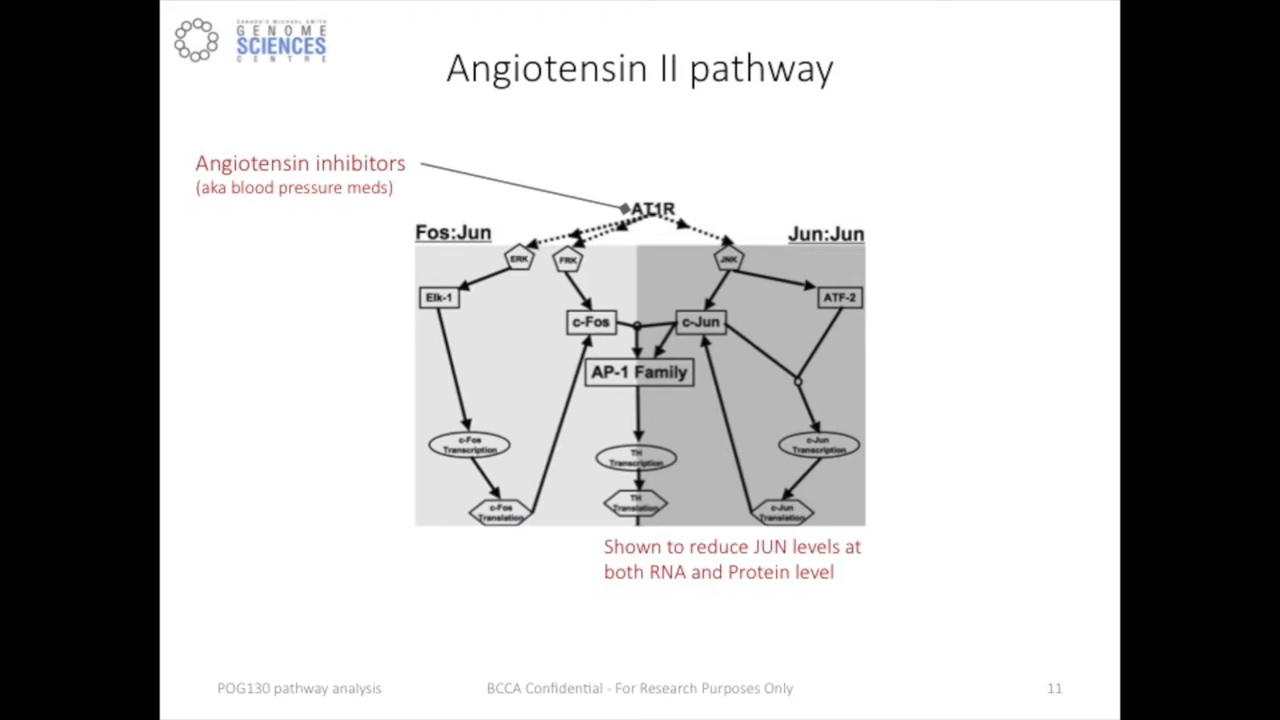 CANADA'S MICHAEL SMITH
GENOME
SCIENCES
CENTRE
Angiotensin II pathway
Angiotensin inhibitors
(aka blood pressure meds)
AT1R
Fos:Jun
Jun:Jun
ERK
FRK
JNK
Elk-1
ATF-2
c-Fos
c-Jun
AP-1 Family
c-Fos
Transcription
TH
Transcription
c-Jun
Transcription
c-Fos
Translation
TH
Translation
c-Jun
Translation
Shown to reduce JUN levels at
both RNA and Protein level
POG130 pathway analysis
BCCA Confidential - For Research Purposes Only
11